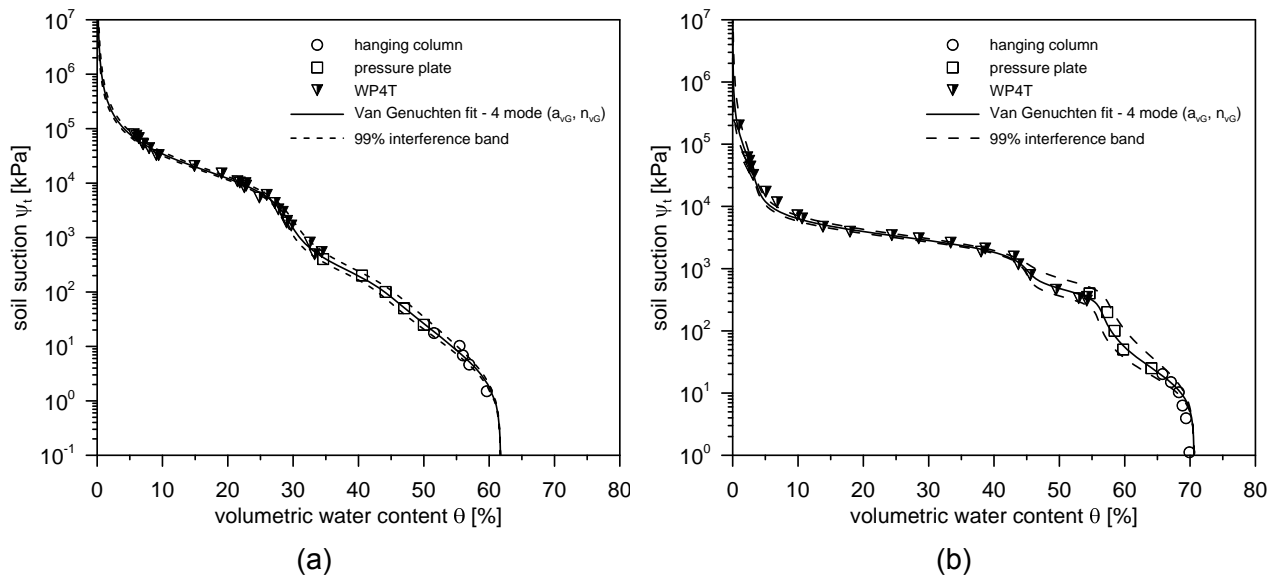 10^7
10^6
10^5
10^4
10^3
10^2
10^1
10^0
10^-1
soil suction ψt [kPa]
hanging column
pressure plate
WP4T
Van Genuchten fit - 4 mode (avG, nvG)
99% interference band
0 10 20 30 40 50 60 70 80
volumetric water content θ [%]
(a)
10^7
10^6
10^5
10^4
10^3
10^2
10^1
10^0
soil suction ψt [kPa]
hanging column
pressure plate
WP4T
Van Genuchten fit - 4 mode (avG, nvG)
99% interference band
0 10 20 30 40 50 60 70 80
volumetric water content θ [%]
(b)